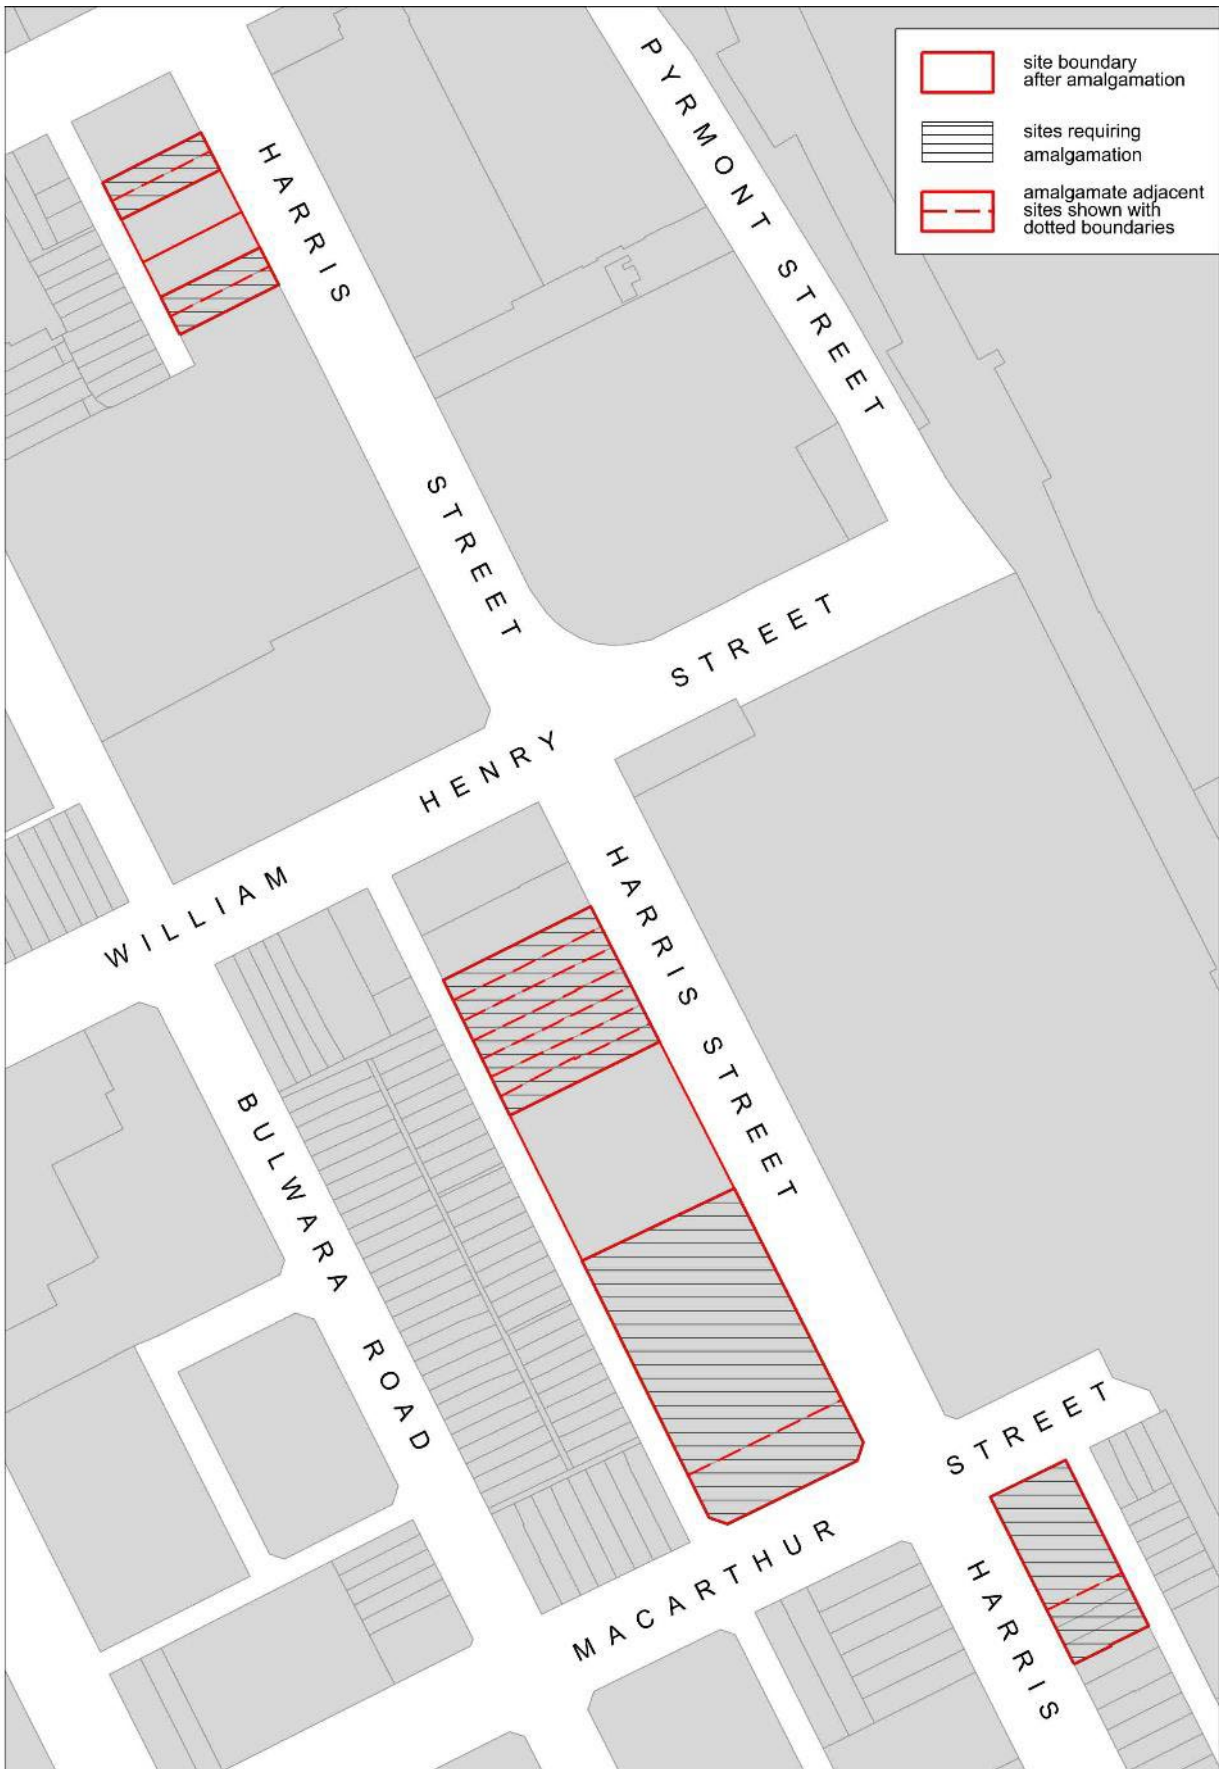 site boundary
after amalgamation
sites requiring
amalgamation
amalgamate adjacent
sites shown with
dotted boundaries
PYRMONT STREET
HARRIS
STREET
WILLIAM HENRY STREET
HARRIS STREET
BULWARA ROAD
MACARTHUR STREET
HARRIS